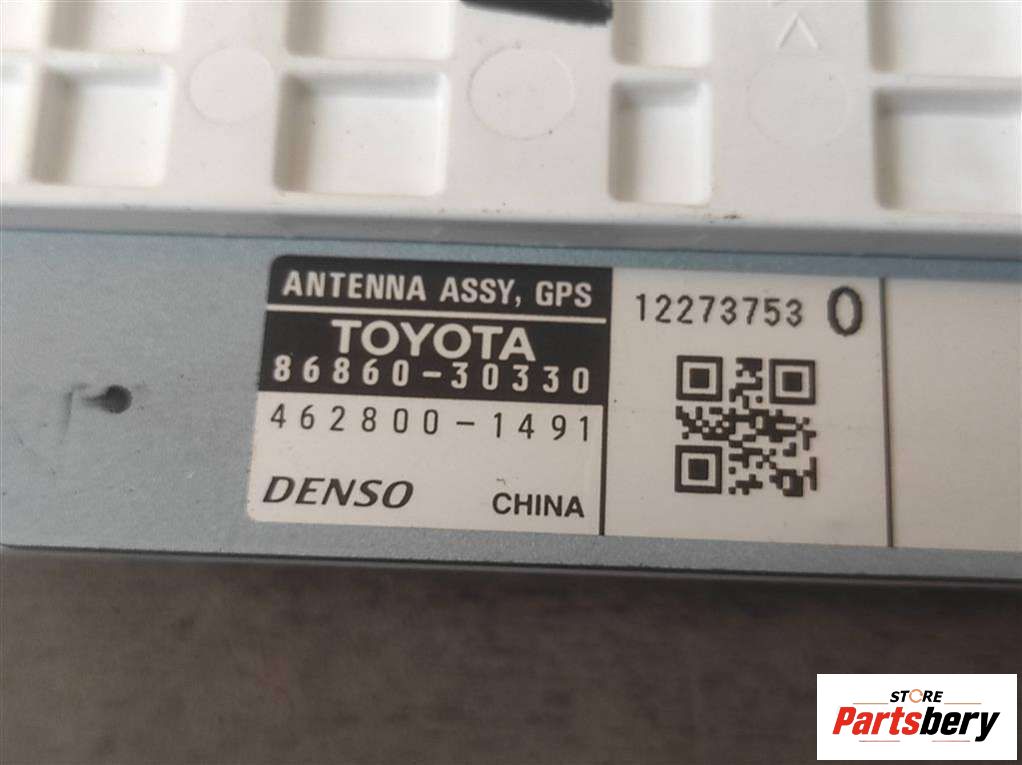 ANTENNA ASSY, GPS
TOYOTA
86860-30330
462800-1491
DENSO CHINA
12273753 0
STORE
Partsbery